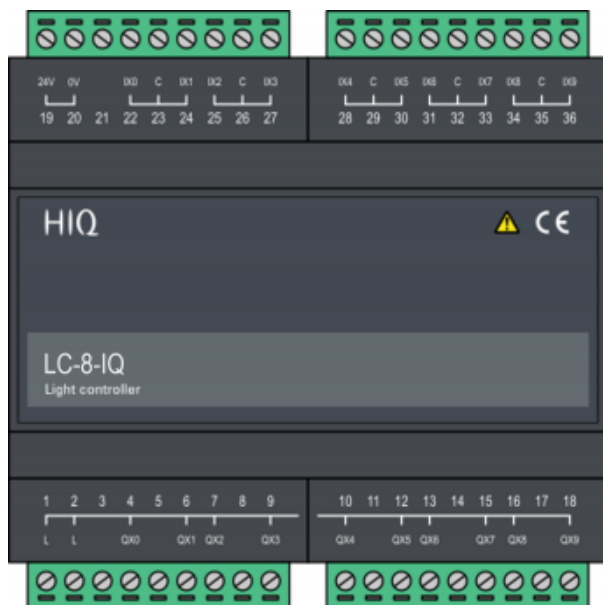 24V 0V IX0 C IX1 IX2 C IX3 IX4 C IX5 IX6 C IX7 IX8 C IX9
19 20 21 22 23 24 25 26 27 28 29 30 31 32 33 34 35 36
HIQ CE
LC-8-IQ
Light controller
1 2 3 4 5 6 7 8 9 10 11 12 13 14 15 16 17 18
L L QX0 QX1 QX2 QX3 QX4 QX5 QX6 QX7 QX8 QX9